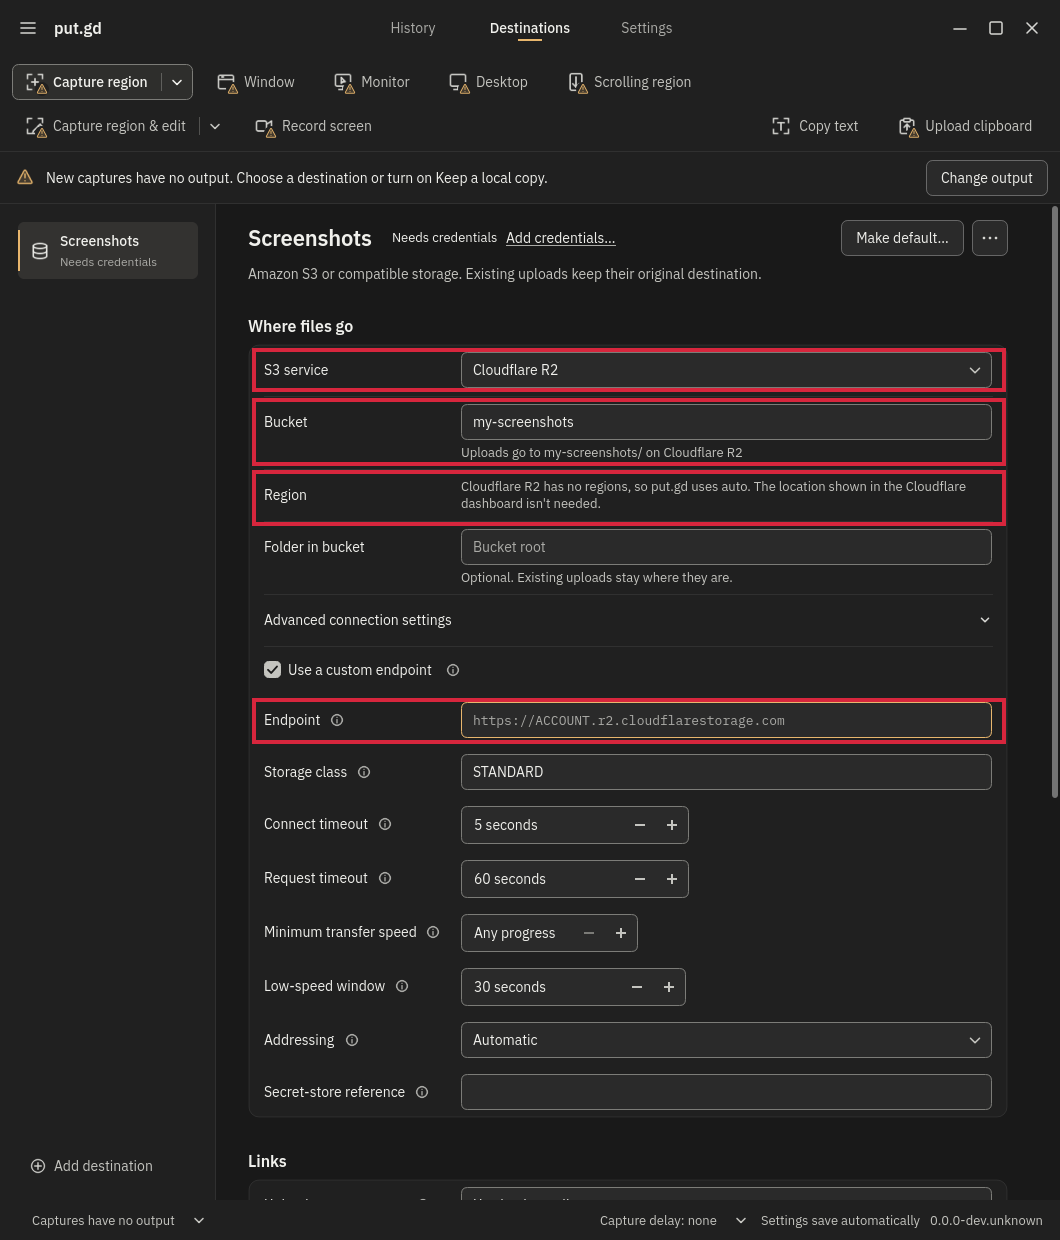 put.gd
History
Destinations
Settings
Capture region
Window
Monitor
Desktop
Scrolling region
Capture region & edit
Record screen
Copy text
Upload clipboard
New captures have no output. Choose a destination or turn on Keep a local copy.
Change output
Screenshots
Needs credentials
Screenshots
Needs credentials
Add credentials...
Make default...
Amazon S3 or compatible storage. Existing uploads keep their original destination.
Where files go
S3 service
Cloudflare R2
Bucket
my-screenshots
Uploads go to my-screenshots/ on Cloudflare R2
Region
Cloudflare R2 has no regions, so put.gd uses auto. The location shown in the Cloudflare
dashboard isn't needed.
Folder in bucket
Bucket root
Optional. Existing uploads stay where they are.
Advanced connection settings
Use a custom endpoint
Endpoint
https://ACCOUNT.r2.cloudflarestorage.com
Storage class
STANDARD
Connect timeout
5 seconds
Request timeout
60 seconds
Minimum transfer speed
Any progress
Low-speed window
30 seconds
Addressing
Automatic
Secret-store reference
Links
Add destination
Captures have no output
Capture delay: none
Settings save automatically
0.0.0-dev.unknown